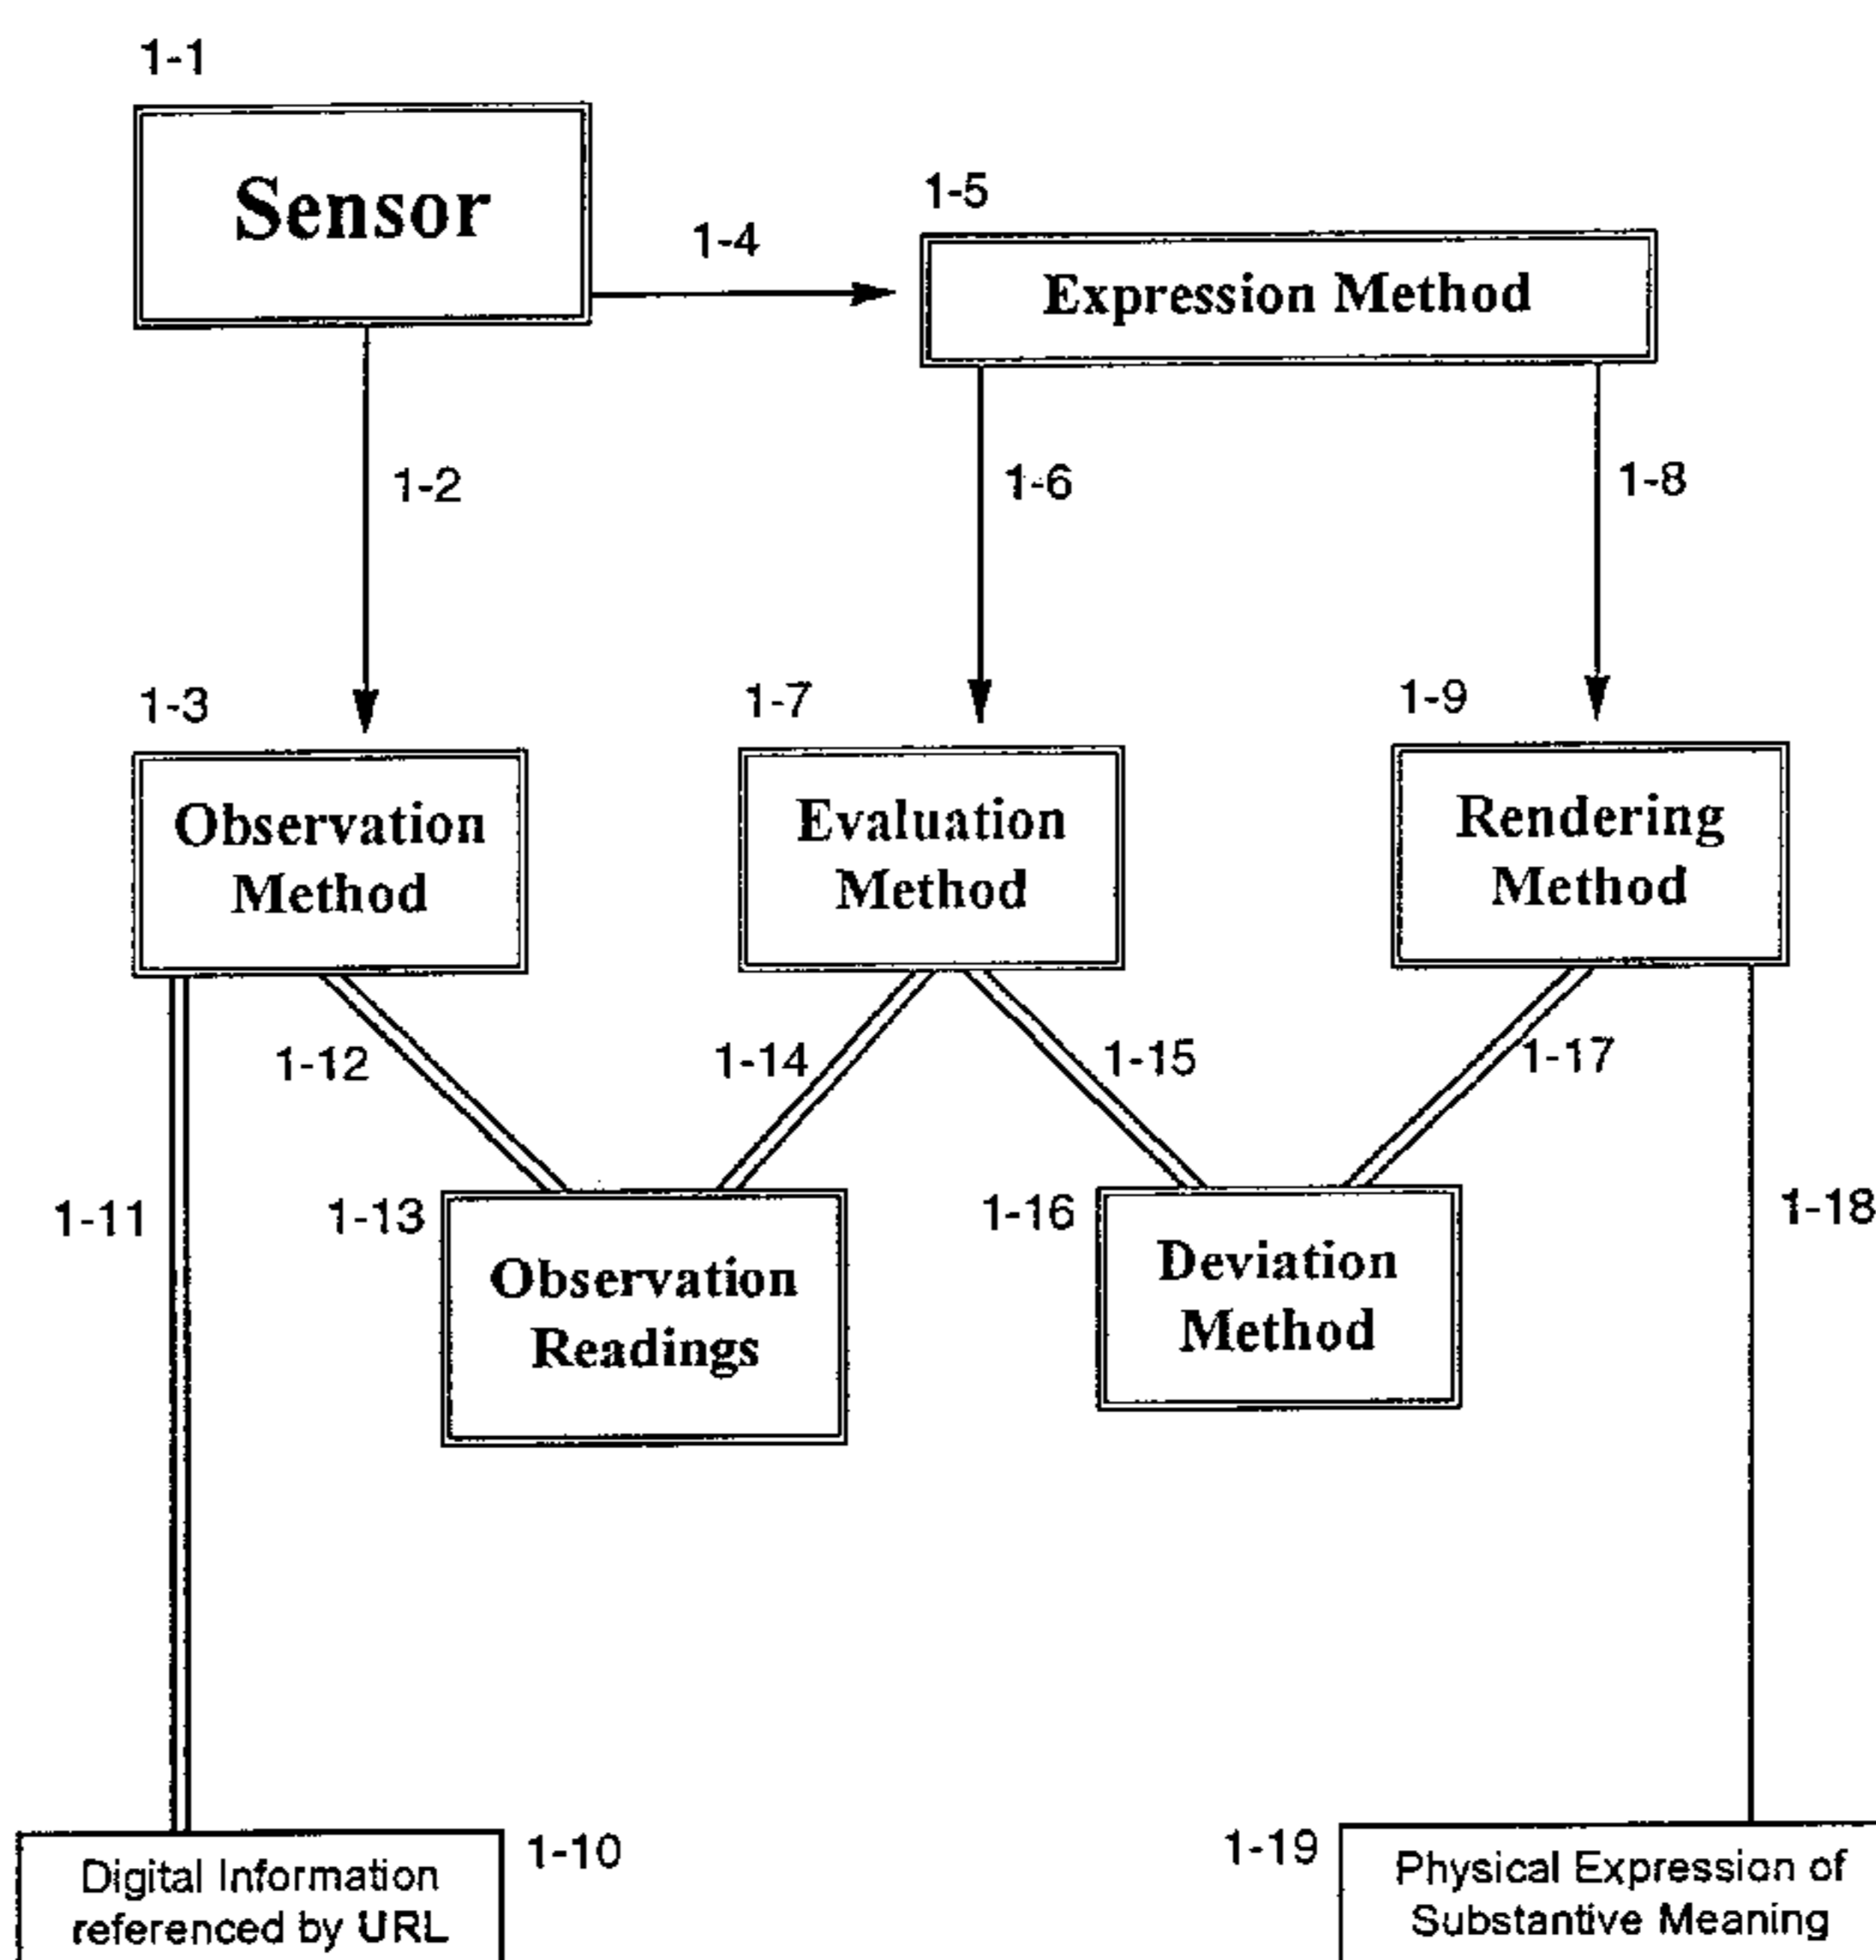 1-1
Sensor
1-4
1-5
Expression Method
1-2
1-6
1-8
1-3
Observation
Method
1-7
Evaluation
Method
1-9
Rendering
Method
1-12
1-14
1-15
1-17
1-11
1-13
Observation
Readings
1-16
Deviation
Method
1-18
Digital Information
referenced by URL
1-10
1-19
Physical Expression of
Substantive Meaning